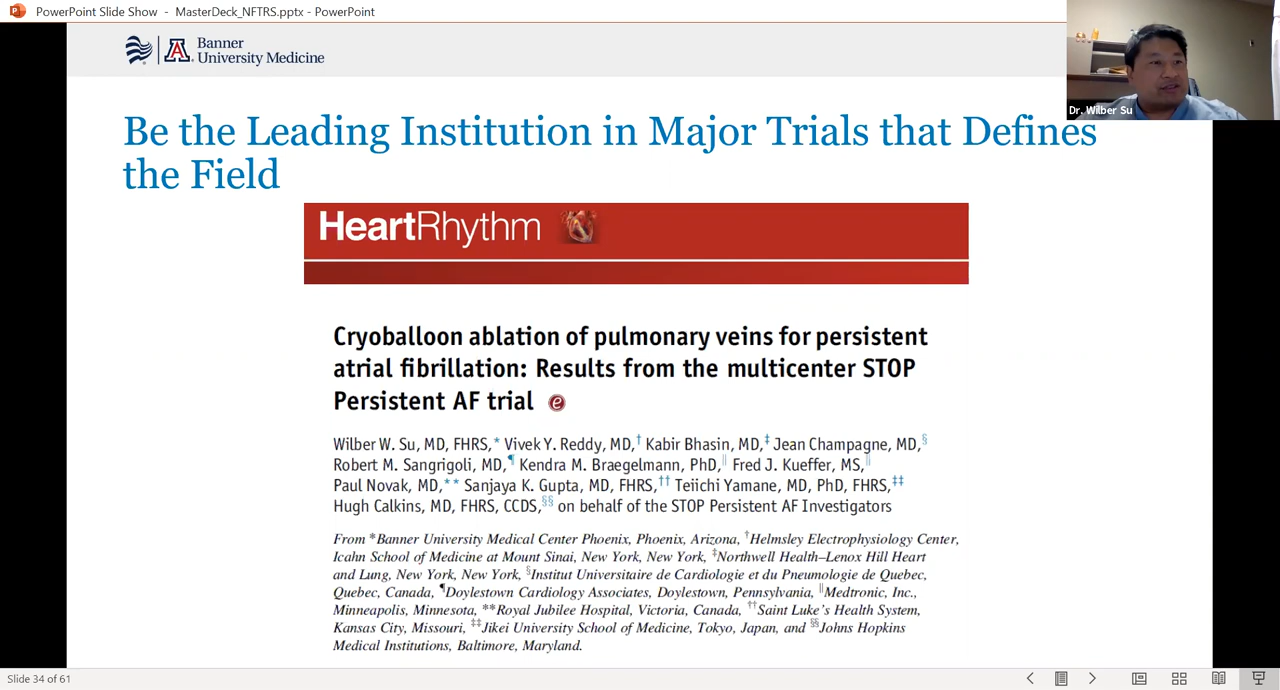 PowerPoint Slide Show - MasterDeck_NFTRS.pptx - PowerPoint
Banner
University Medicine
Dr. Wilber Su
Be the Leading Institution in Major Trials that Defines
the Field
HeartRhythm
Cryoballoon ablation of pulmonary veins for persistent
atrial fibrillation: Results from the multicenter STOP
Persistent AF trial e
Wilber W. Su, MD, FHRS,* Vivek Y. Reddy, MD,† Kabir Bhasin, MD,‡ Jean Champagne, MD,§
Robert M. Sangrigoli, MD,¶ Kendra M. Braegelmann, PhD,‖ Fred J. Kueffer, MS,‖
Paul Novak, MD,** Sanjaya K. Gupta, MD, FHRS,†† Teiichi Yamane, MD, PhD, FHRS,‡‡
Hugh Calkins, MD, FHRS, CCDS,§§ on behalf of the STOP Persistent AF Investigators
From *Banner University Medical Center Phoenix, Phoenix, Arizona, †Helmsley Electrophysiology Center,
Icahn School of Medicine at Mount Sinai, New York, New York, ‡Northwell Health–Lenox Hill Heart
and Lung, New York, New York, §Institut Universitaire de Cardiologie et du Pneumologie de Quebec,
Quebec, Canada, ¶Doylestown Cardiology Associates, Doylestown, Pennsylvania, ‖Medtronic, Inc.,
Minneapolis, Minnesota, **Royal Jubilee Hospital, Victoria, Canada, ††Saint Luke's Health System,
Kansas City, Missouri, ‡‡Jikei University School of Medicine, Tokyo, Japan, and §§Johns Hopkins
Medical Institutions, Baltimore, Maryland.
Slide 34 of 61